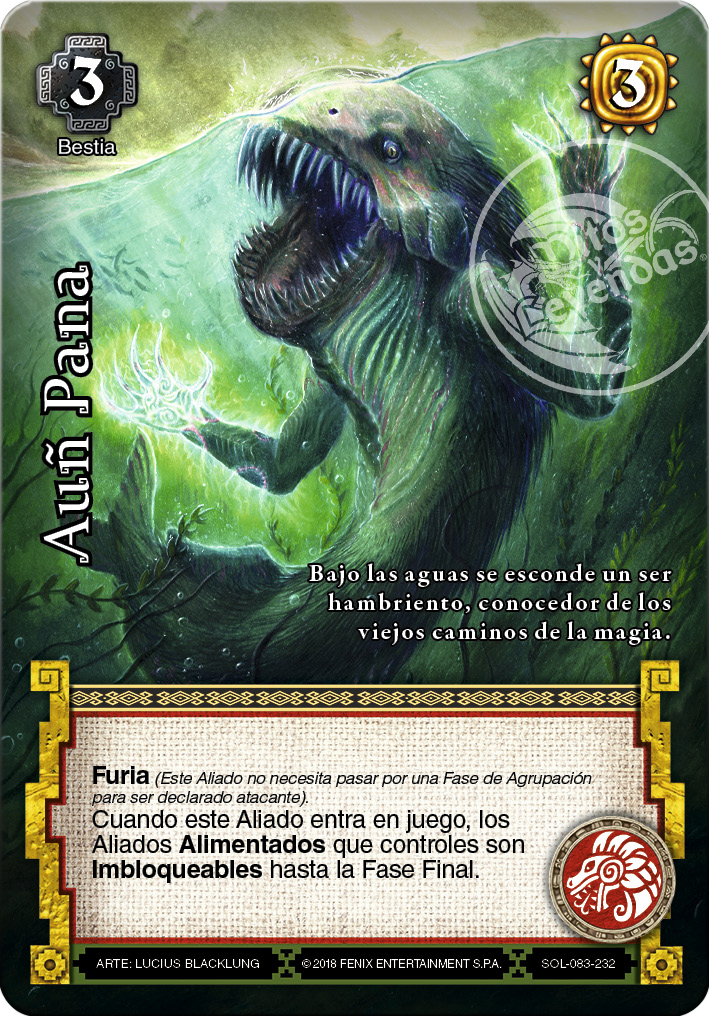 3
3
Bestia
Mitos
y
Leyendas
Auñ Pana
Bajo las aguas se esconde un ser
hambriento, conocedor de los
viejos caminos de la magia.
Furia (Este Aliado no necesita pasar por una Fase de Agrupación
para ser declarado atacante).
Cuando este Aliado entra en juego, los
Aliados Alimentados que controles son
Imbloqueables hasta la Fase Final.
ARTE: LUCIUS BLACKLUNG
©2018 FENIX ENTERTAINMENT S.P.A.
SOL-083-232